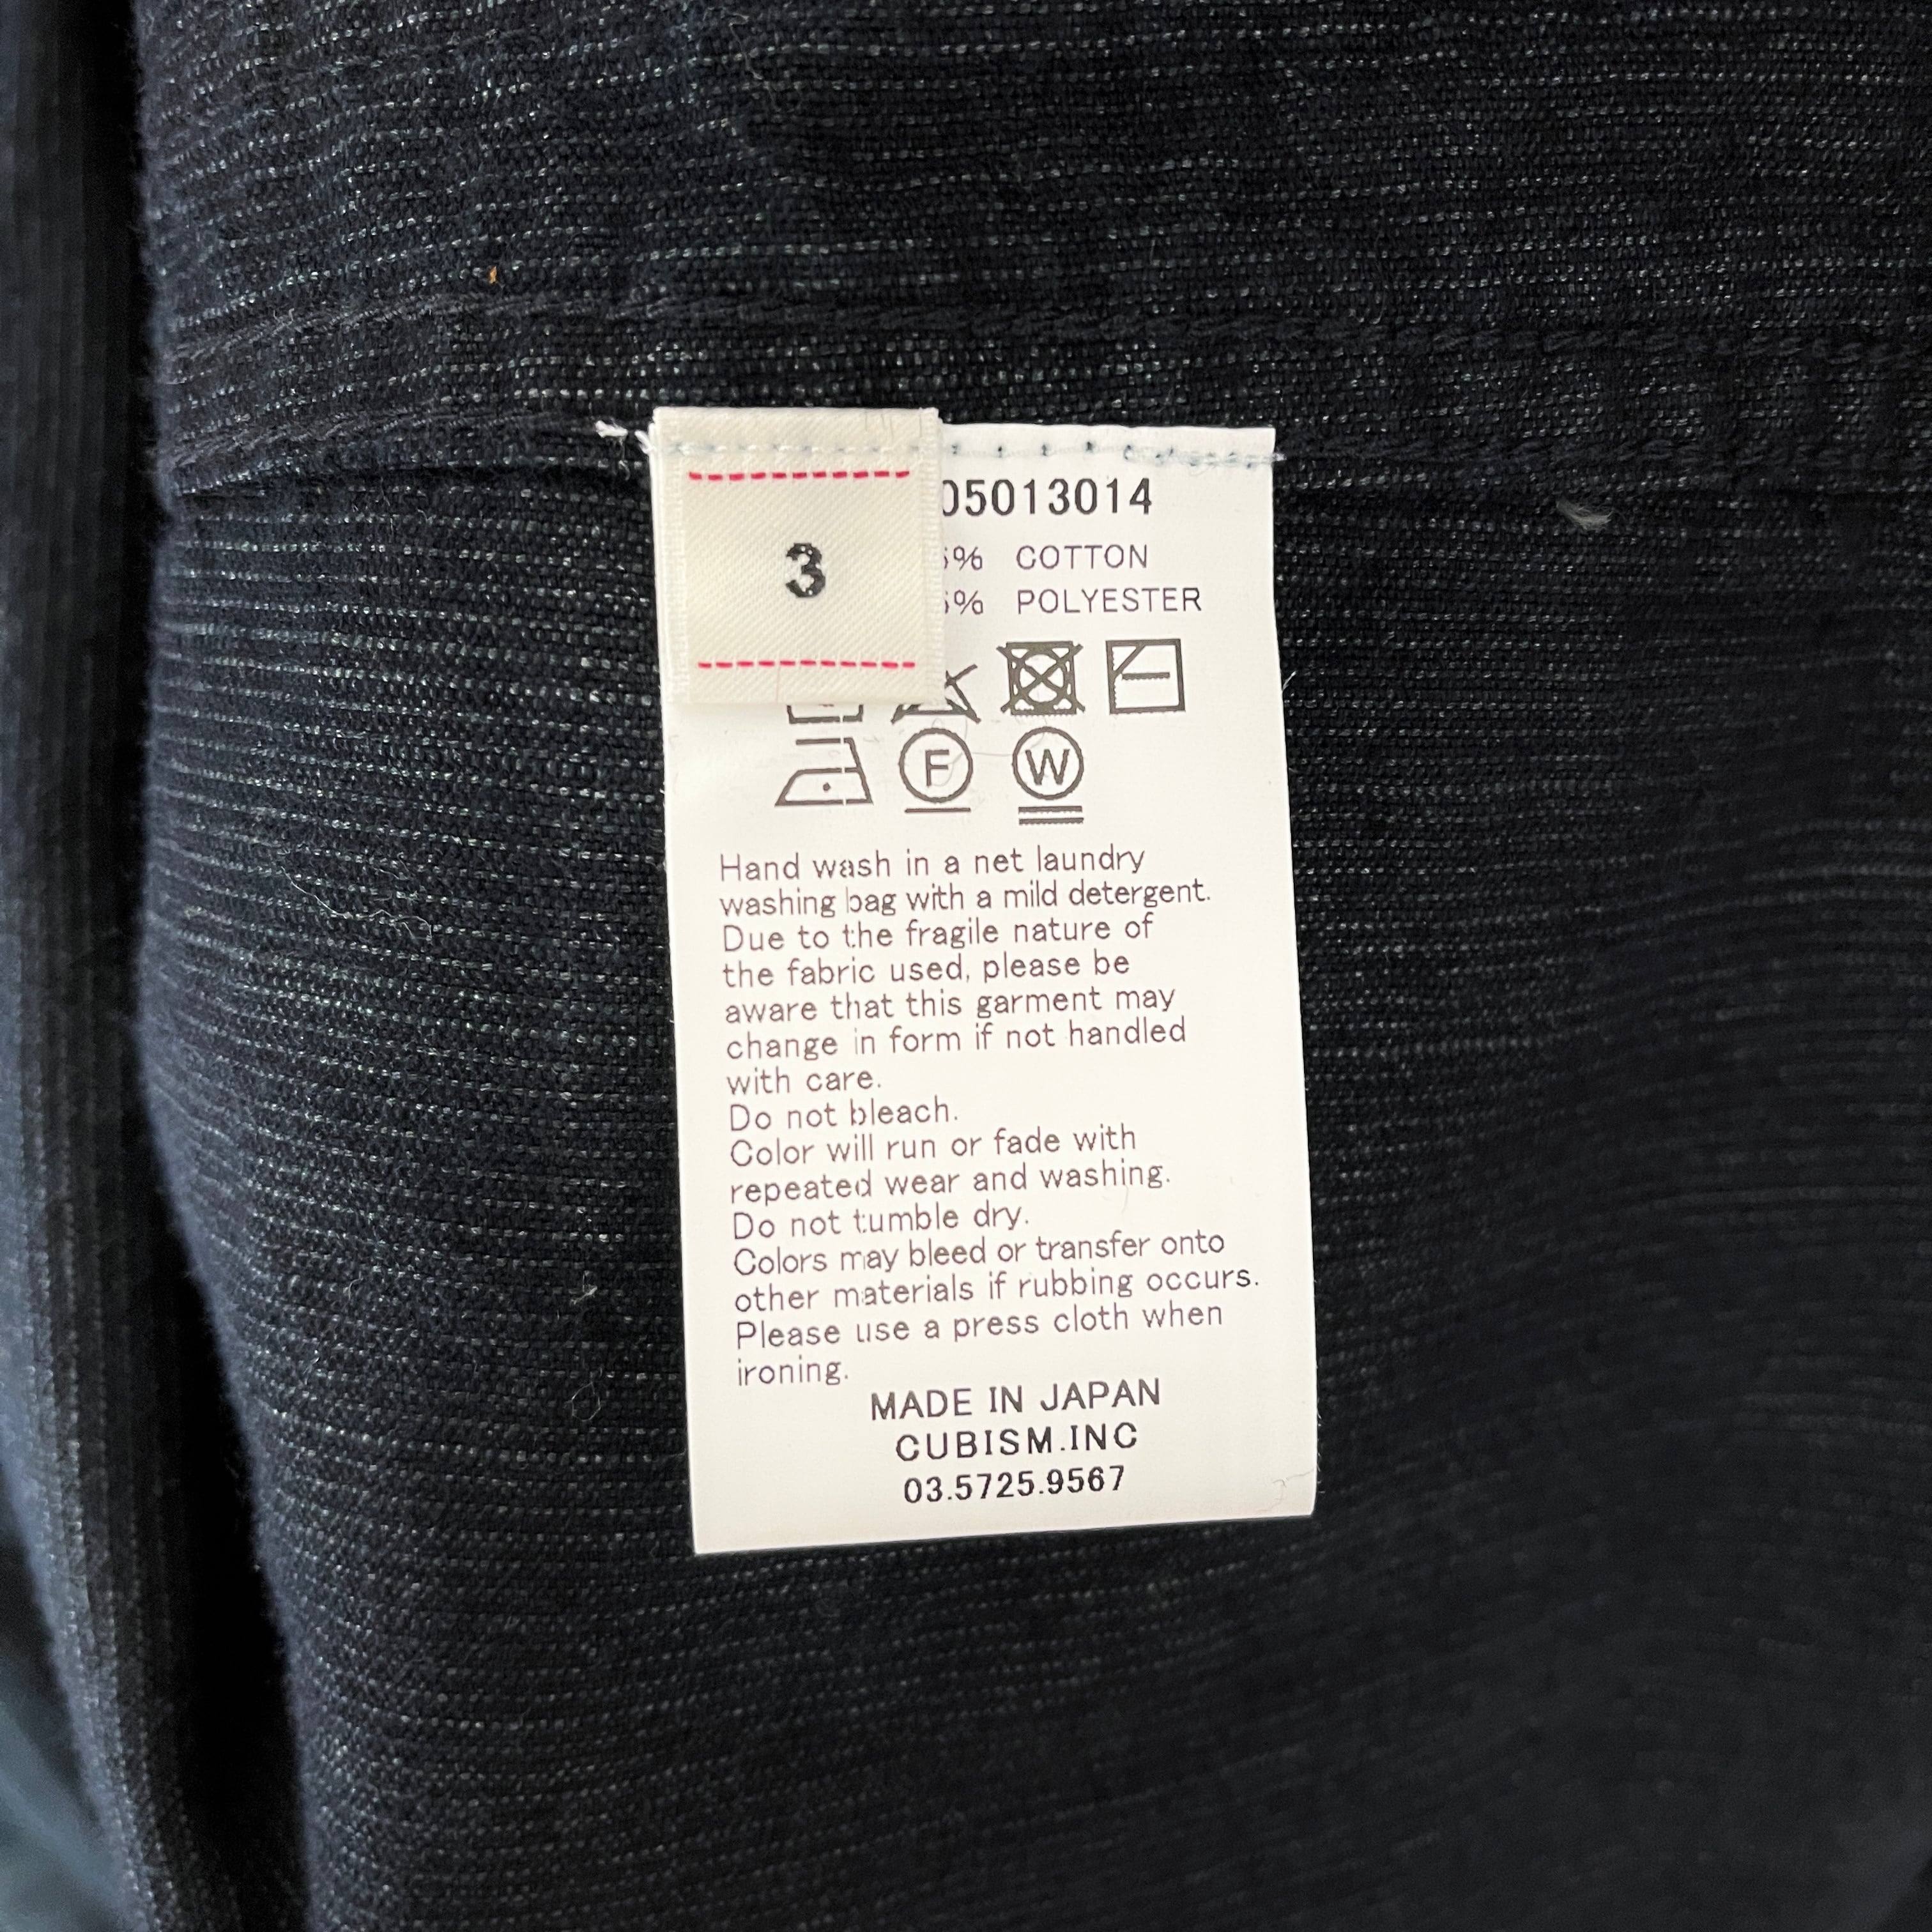 3
05013014
% COTTON
% POLYESTER
F W
Hand wash in a net laundry
washing bag with a mild detergent.
Due to the fragile nature of
the fabric used, please be
aware that this garment may
change in form if not handled
with care.
Do not bleach.
Color will run or fade with
repeated wear and washing.
Do not tumble dry.
Colors may bleed or transfer onto
other materials if rubbing occurs.
Please use a press cloth when
ironing.
MADE IN JAPAN
CUBISM.INC
03.5725.9567